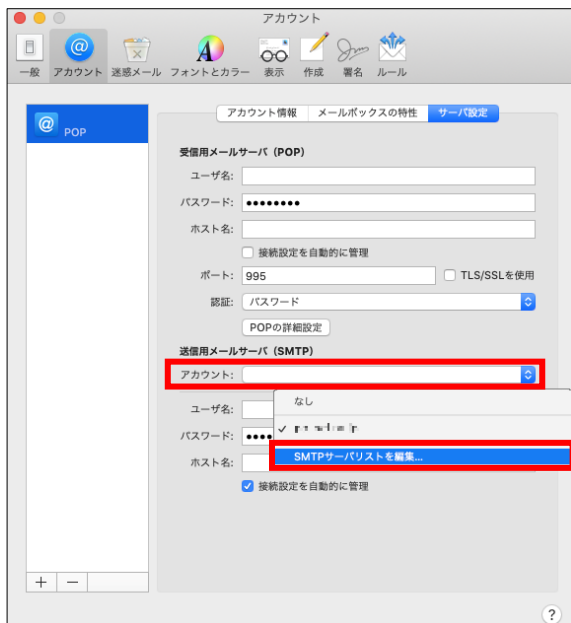 アカウント
一般 アカウント 迷惑メール フォントとカラー 表示 作成 署名 ルール
POP
アカウント情報 メールボックスの特性 サーバ設定
受信用メールサーバ（POP）
ユーザ名:
パスワード: ••••••••
ホスト名:
接続設定を自動的に管理
ポート: 995 TLS/SSLを使用
認証: パスワード
POPの詳細設定
送信用メールサーバ（SMTP）
アカウント:
なし
ユーザ名:
パスワード: ••••
SMTPサーバリストを編集...
ホスト名:
接続設定を自動的に管理
+ −
?